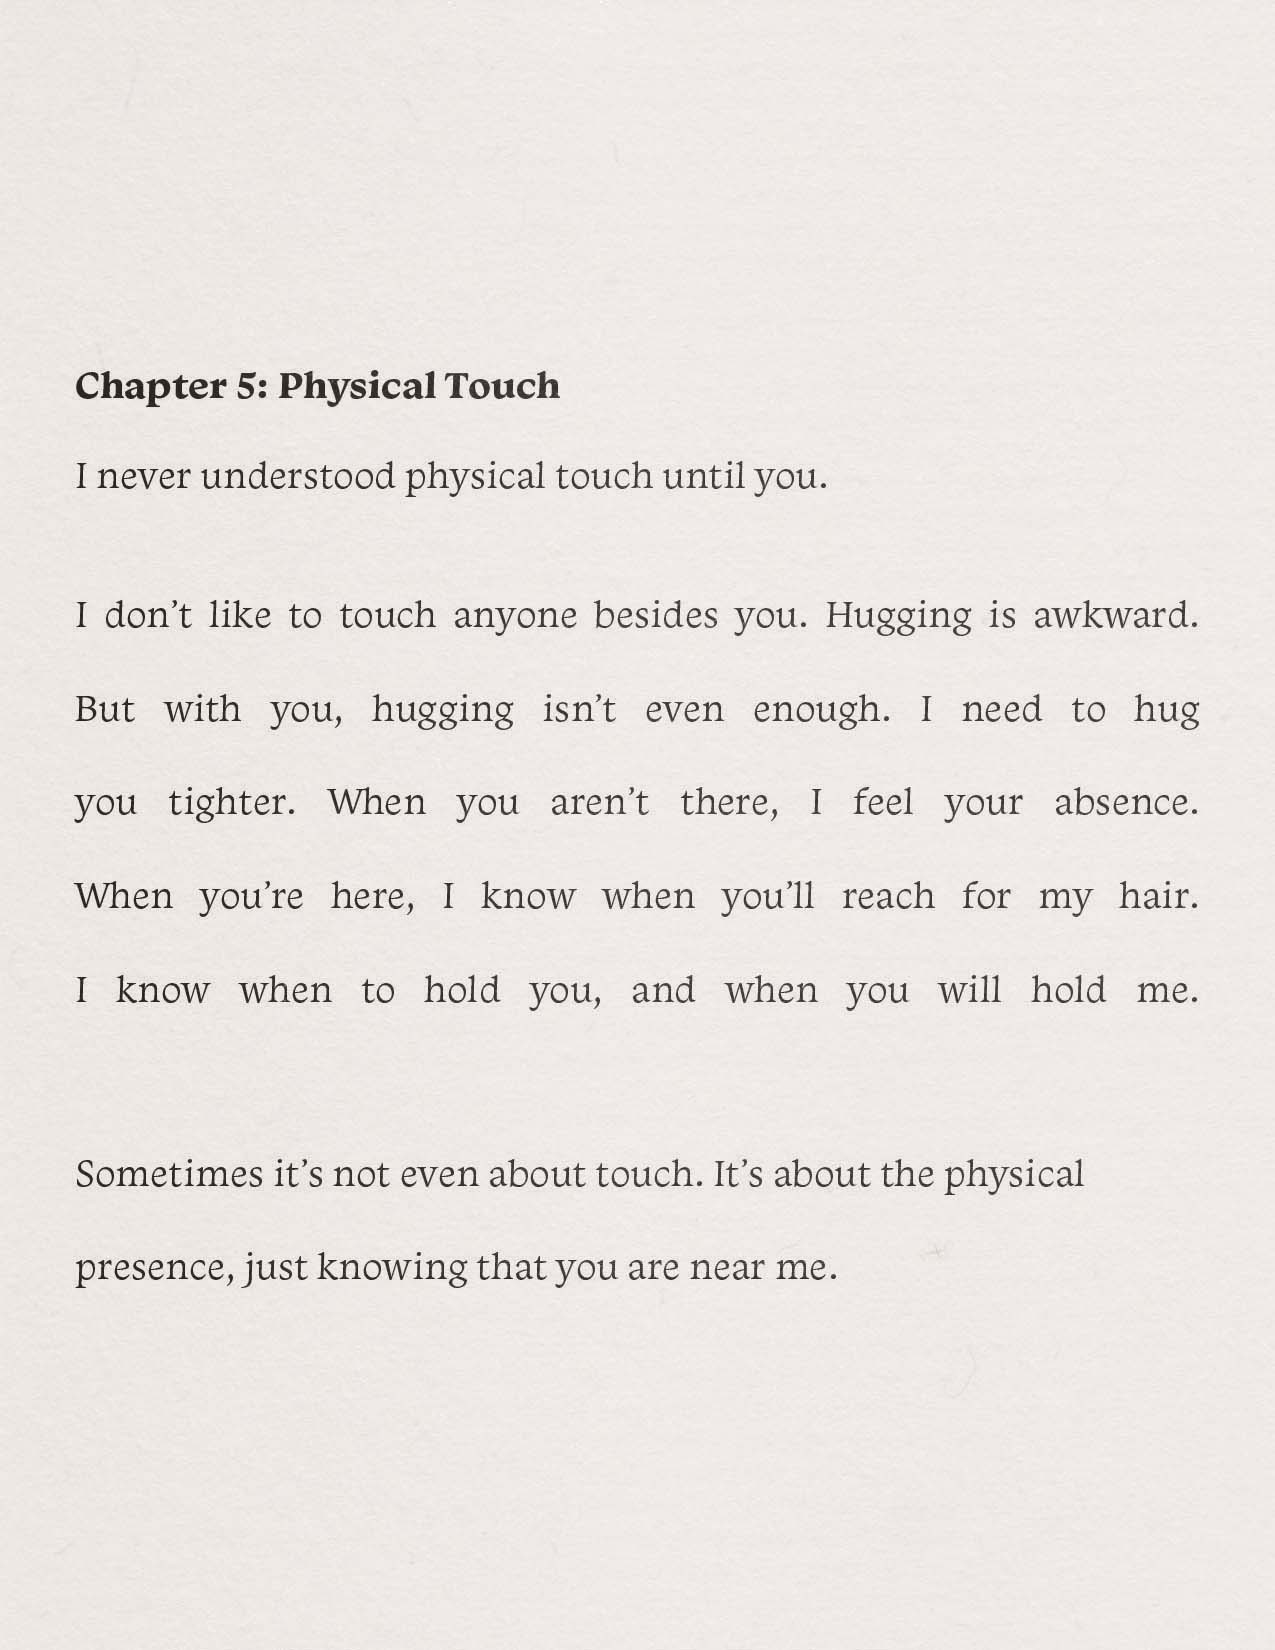 Chapter 5: Physical Touch
I never understood physical touch until you.
I don’t like to touch anyone besides you. Hugging is awkward.
But with you, hugging isn’t even enough. I need to hug
you tighter. When you aren’t there, I feel your absence.
When you’re here, I know when you’ll reach for my hair.
I know when to hold you, and when you will hold me.
Sometimes it’s not even about touch. It’s about the physical
presence, just knowing that you are near me.